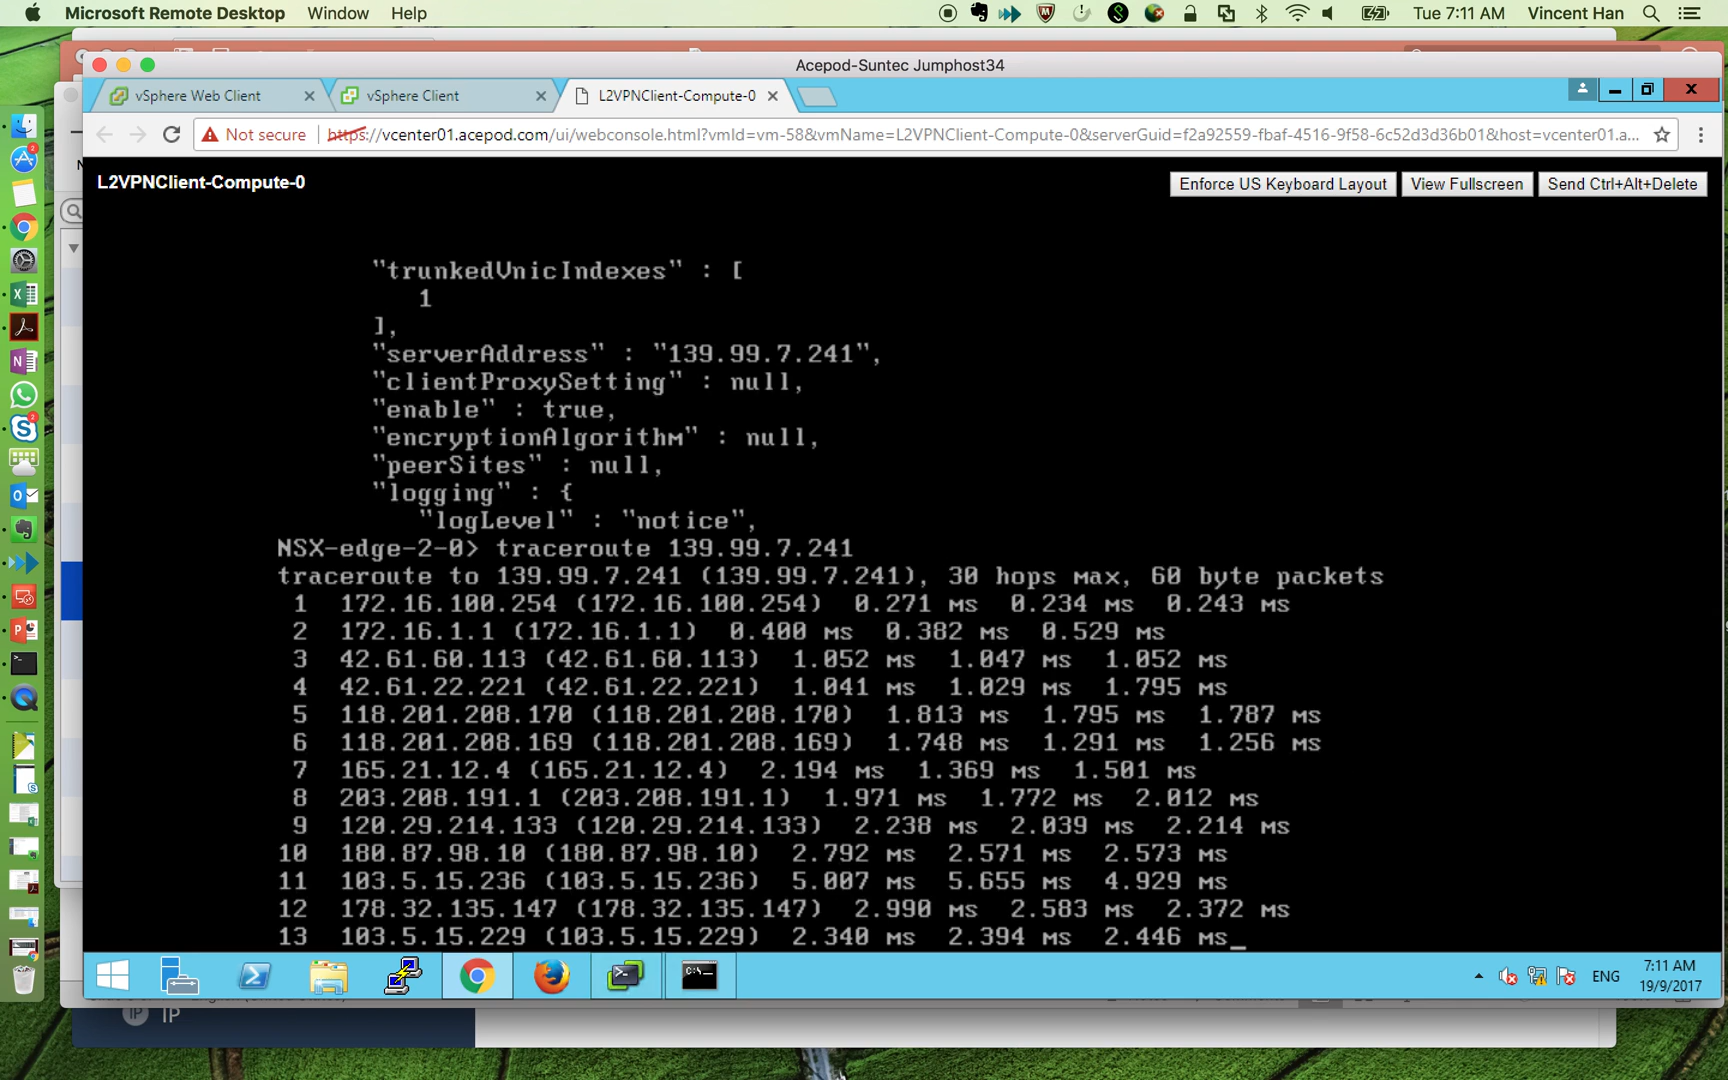 Microsoft Remote Desktop Window Help
Tue 7:11 AM Vincent Han
Acepod-Suntec Jumphost34
vSphere Web Client
vSphere Client
L2VPNClient-Compute-0
Not secure
https://vcenter01.acepod.com/ui/webconsole.html?vmId=vm-58&vmName=L2VPNClient-Compute-0&serverGuid=f2a92559-fbaf-4516-9f58-6c52d3d36b01&host=vcenter01.a...
L2VPNClient-Compute-0
Enforce US Keyboard Layout
View Fullscreen
Send Ctrl+Alt+Delete
"trunkedVnicIndexes" : [
1
],
"serverAddress" : "139.99.7.241",
"clientProxySetting" : null,
"enable" : true,
"encryptionAlgorithm" : null,
"peerSites" : null,
"logging" : {
"logLevel" : "notice",
NSX-edge-2-0> traceroute 139.99.7.241
traceroute to 139.99.7.241 (139.99.7.241), 30 hops max, 60 byte packets
1 172.16.100.254 (172.16.100.254) 0.271 ms 0.234 ms 0.243 ms
2 172.16.1.1 (172.16.1.1) 0.400 ms 0.382 ms 0.529 ms
3 42.61.60.113 (42.61.60.113) 1.052 ms 1.047 ms 1.052 ms
4 42.61.22.221 (42.61.22.221) 1.041 ms 1.029 ms 1.795 ms
5 118.201.208.170 (118.201.208.170) 1.813 ms 1.795 ms 1.787 ms
6 118.201.208.169 (118.201.208.169) 1.748 ms 1.291 ms 1.256 ms
7 165.21.12.4 (165.21.12.4) 2.194 ms 1.369 ms 1.501 ms
8 203.208.191.1 (203.208.191.1) 1.971 ms 1.772 ms 2.012 ms
9 120.29.214.133 (120.29.214.133) 2.238 ms 2.039 ms 2.214 ms
10 180.87.98.10 (180.87.98.10) 2.792 ms 2.571 ms 2.573 ms
11 103.5.15.236 (103.5.15.236) 5.007 ms 5.655 ms 4.929 ms
12 178.32.135.147 (178.32.135.147) 2.990 ms 2.583 ms 2.372 ms
13 103.5.15.229 (103.5.15.229) 2.340 ms 2.394 ms 2.446 ms_
ENG
7:11 AM
19/9/2017
IP IP